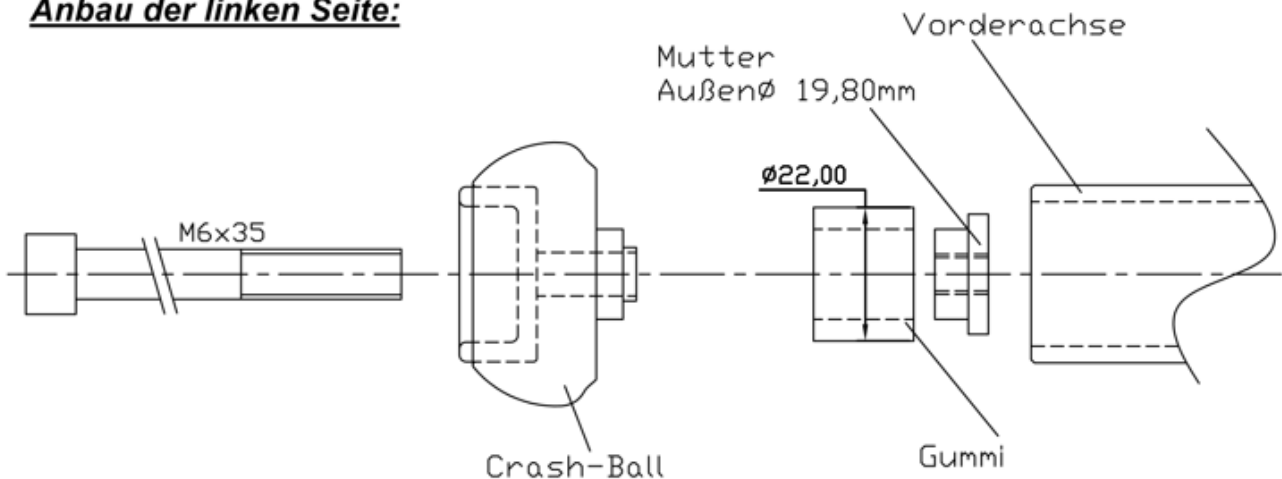 Anbau der linken Seite:
Vorderachse
Mutter
AußenØ 19,80mm
Ø22,00
M6x35
Crash-Ball
Gummi